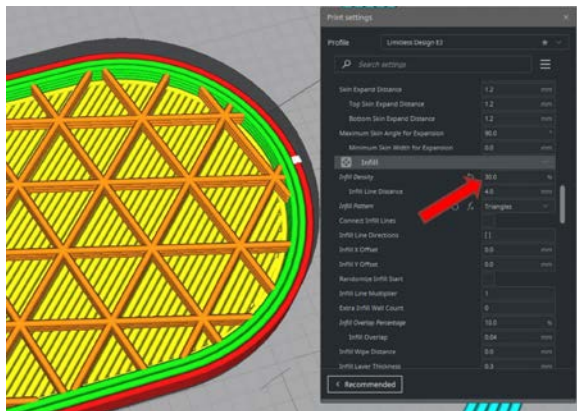 Print settings
Profile Limitless Design E3
Search settings
Skin Expand Distance 1.2 mm
Top Skin Expand Distance 1.2 mm
Bottom Skin Expand Distance 1.2 mm
Maximum Skin Angle for Expansion 90.0 °
Minimum Skin Width for Expansion 0.0 mm
Infill
Infill Density 30.0 %
Infill Line Distance 4.0 mm
Infill Pattern Triangles
Connect Infill Lines
Infill Line Directions [ ]
Infill X Offset 0.0 mm
Infill Y Offset 0.0 mm
Randomize Infill Start
Infill Line Multiplier 1
Extra Infill Wall Count 0
Infill Overlap Percentage 10.0 %
Infill Overlap 0.04 mm
Infill Wipe Distance 0.0 mm
Infill Layer Thickness 0.3 mm
< Recommended